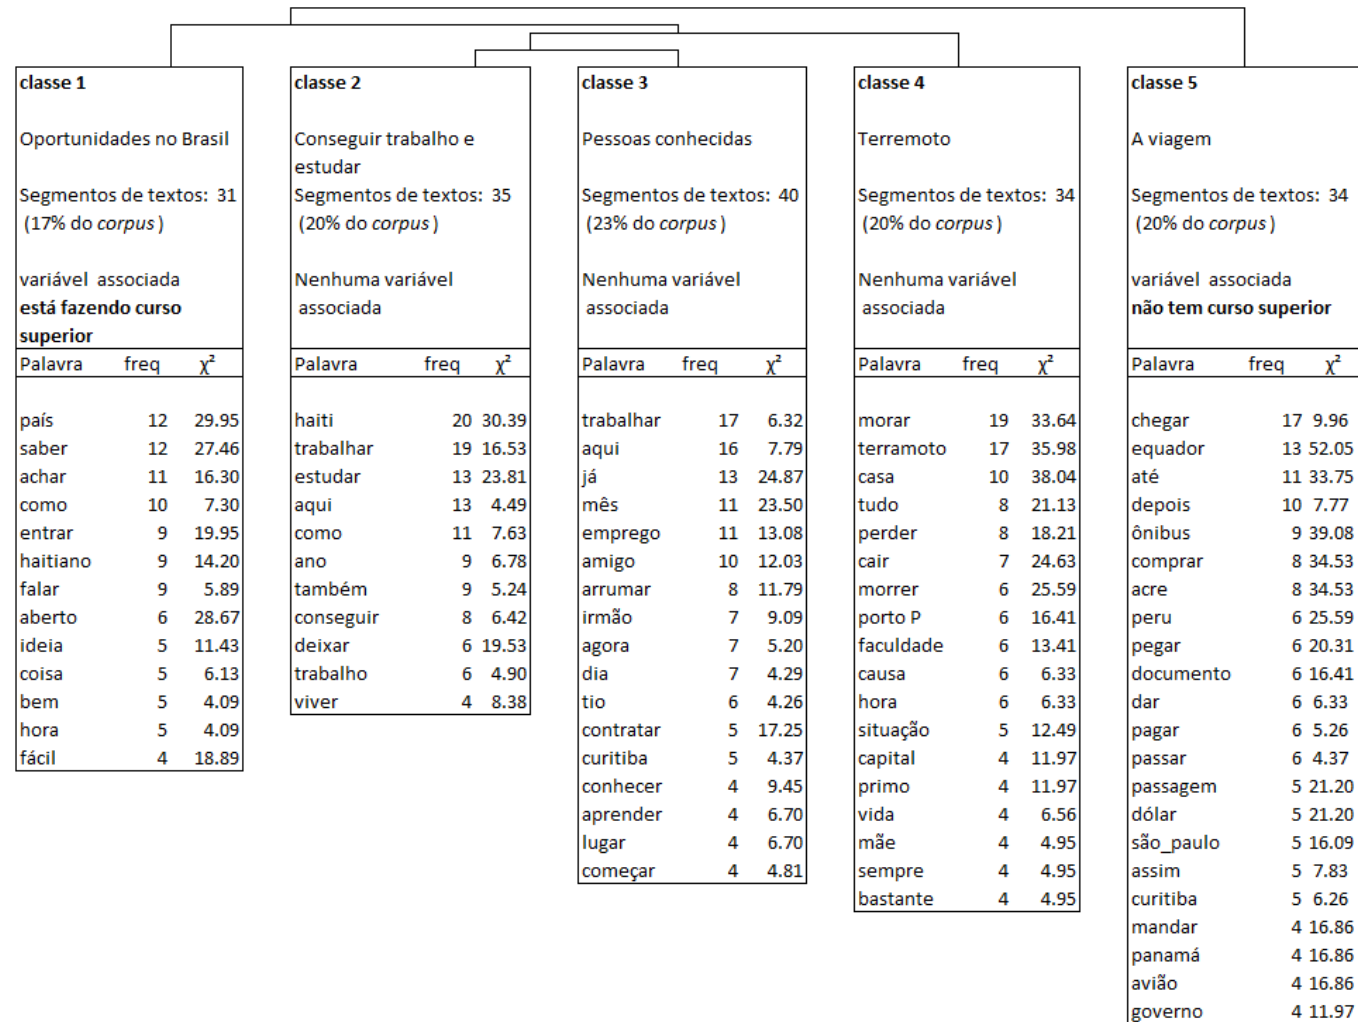 classe 1
Oportunidades no Brasil
Segmentos de textos: 31
(17% do corpus)
variável associada
está fazendo curso
superior
Palavra freq χ²
país 12 29.95
saber 12 27.46
achar 11 16.30
como 10 7.30
entrar 9 19.95
haitiano 9 14.20
falar 9 5.89
aberto 6 28.67
ideia 5 11.43
coisa 5 6.13
bem 5 4.09
hora 5 4.09
fácil 4 18.89
classe 2
Conseguir trabalho e
estudar
Segmentos de textos: 35
(20% do corpus)
Nenhuma variável
associada
Palavra freq χ²
haiti 20 30.39
trabalhar 19 16.53
estudar 13 23.81
aqui 13 4.49
como 11 7.63
ano 9 6.78
também 9 5.24
conseguir 8 6.42
deixar 6 19.53
trabalho 6 4.90
viver 4 8.38
classe 3
Pessoas conhecidas
Segmentos de textos: 40
(23% do corpus)
Nenhuma variável
associada
Palavra freq χ²
trabalhar 17 6.32
aqui 16 7.79
já 13 24.87
mês 11 23.50
emprego 11 13.08
amigo 10 12.03
arrumar 8 11.79
irmão 7 9.09
agora 7 5.20
dia 7 4.29
tio 6 4.26
contratar 5 17.25
curitiba 5 4.37
conhecer 4 9.45
aprender 4 6.70
lugar 4 6.70
começar 4 4.81
classe 4
Terremoto
Segmentos de textos: 34
(20% do corpus)
Nenhuma variável
associada
Palavra freq χ²
morar 19 33.64
terramoto 17 35.98
casa 10 38.04
tudo 8 21.13
perder 8 18.21
cair 7 24.63
morrer 6 25.59
porto P 6 16.41
faculdade 6 13.41
causa 6 6.33
hora 6 6.33
situação 5 12.49
capital 4 11.97
primo 4 11.97
vida 4 6.56
mãe 4 4.95
sempre 4 4.95
bastante 4 4.95
classe 5
A viagem
Segmentos de textos: 34
(20% do corpus)
variável associada
não tem curso superior
Palavra freq χ²
chegar 17 9.96
equador 13 52.05
até 11 33.75
depois 10 7.77
ônibus 9 39.08
comprar 8 34.53
acre 8 34.53
peru 6 25.59
pegar 6 20.31
documento 6 16.41
dar 6 6.33
pagar 6 5.26
passar 6 4.37
passagem 5 21.20
dólar 5 21.20
são_paulo 5 16.09
assim 5 7.83
curitiba 5 6.26
mandar 4 16.86
panamá 4 16.86
avião 4 16.86
governo 4 11.97